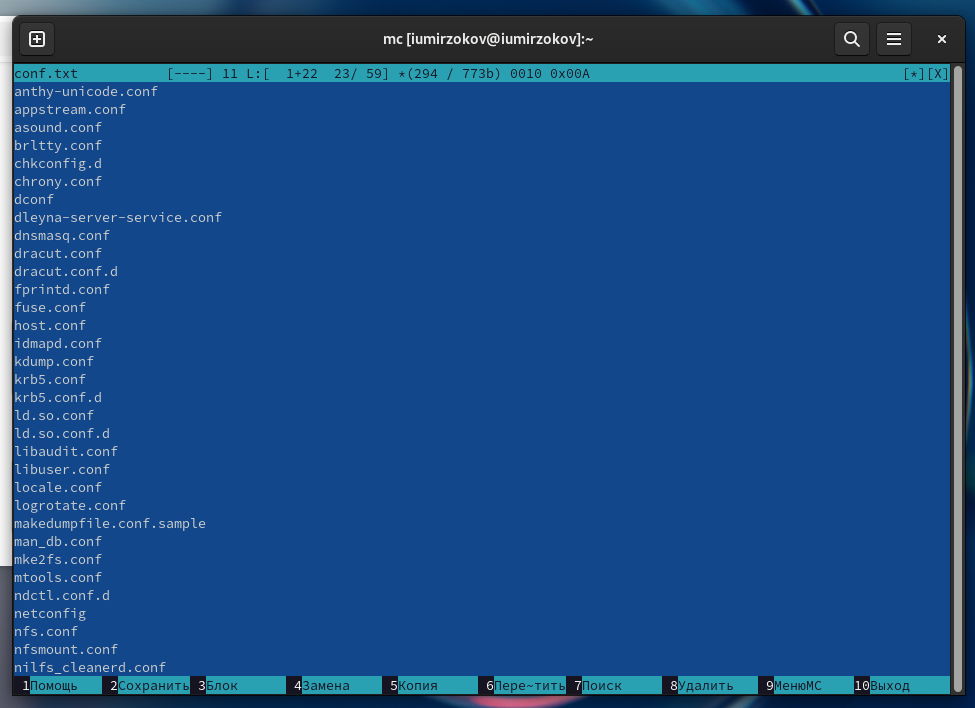 mc [iumirzokov@iumirzokov]:~
conf.txt [----] 11 L:[ 1+22 23/ 59] *(294 / 773b) 0010 0x00A [*][X]
anthy-unicode.conf
appstream.conf
asound.conf
brltty.conf
chkconfig.d
chrony.conf
dconf
dleyna-server-service.conf
dnsmasq.conf
dracut.conf
dracut.conf.d
fprintd.conf
fuse.conf
host.conf
idmapd.conf
kdump.conf
krb5.conf
krb5.conf.d
ld.so.conf
ld.so.conf.d
libaudit.conf
libuser.conf
locale.conf
logrotate.conf
makedumpfile.conf.sample
man_db.conf
mke2fs.conf
mtools.conf
ndctl.conf.d
netconfig
nfs.conf
nfsmount.conf
nilfs_cleanerd.conf
1Помощь 2Сохранить 3Блок 4Замена 5Копия 6Пере~тить 7Поиск 8Удалить 9МенюMC 10Выход